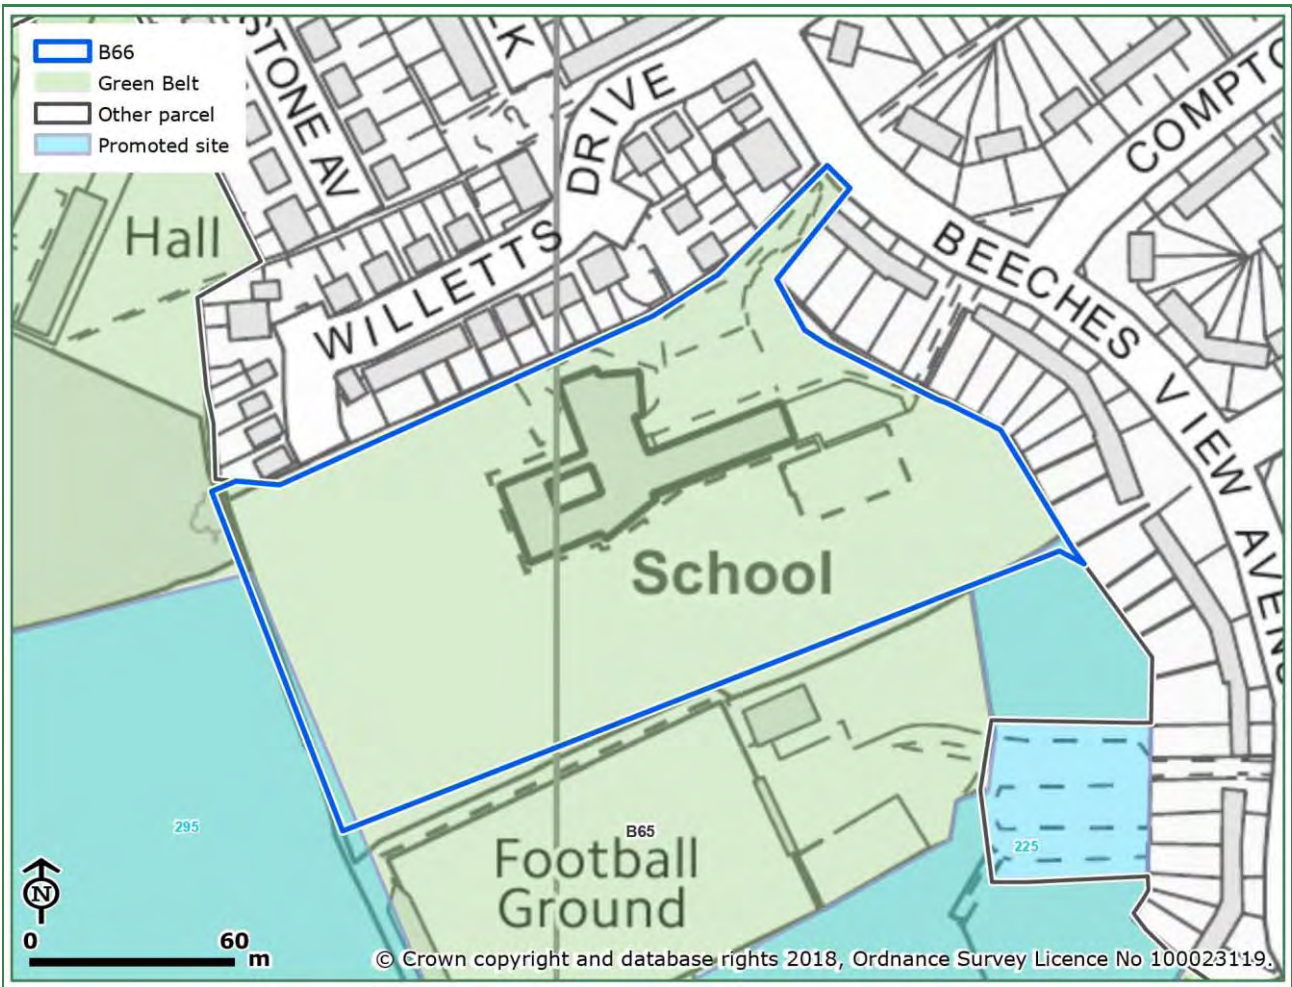 B66
Green Belt
Other parcel
Promoted site
STONE AV
K
DRIVE
WILLETTS
COMPTO
BEECHES VIEW AVENU
Hall
School
295
B65
Football
Ground
225
N
0 60
m
© Crown copyright and database rights 2018, Ordnance Survey Licence No 100023119.